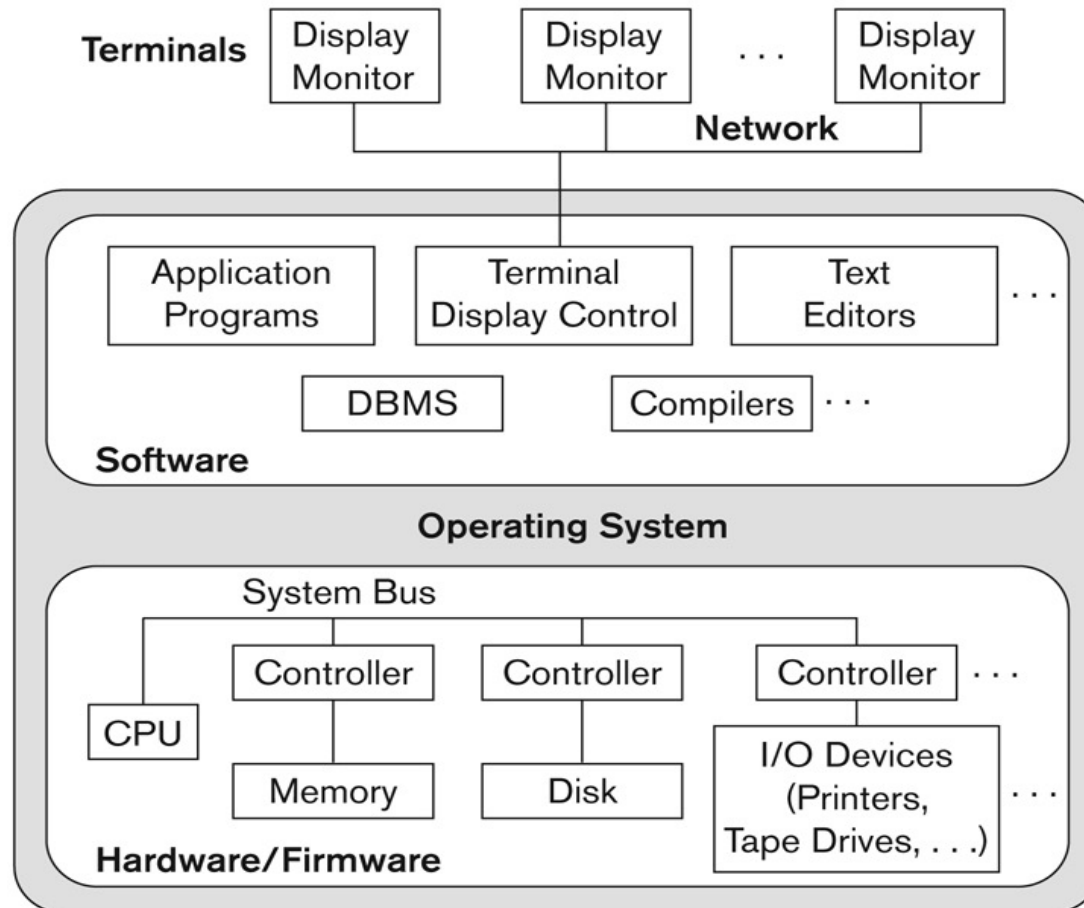 Terminals
Display
Monitor
Display
Monitor
. . .
Display
Monitor
Network
Application
Programs
Terminal
Display Control
Text
Editors
. . .
DBMS
Compilers
. . .
Software
Operating System
System Bus
Controller
Controller
Controller
. . .
CPU
Memory
Disk
I/O Devices
(Printers,
Tape Drives, . . .)
. . .
Hardware/Firmware